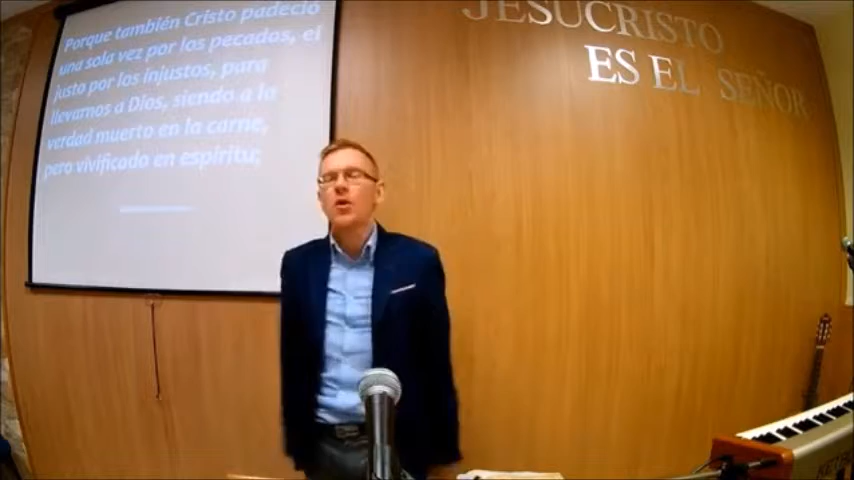 Porque también Cristo padeció
una sola vez por los pecados, el
justo por los injustos, para
llevarnos a Dios, siendo a la
verdad muerto en la carne,
pero vivificado en espíritu;
JESUCRISTO
ES EL SEÑOR